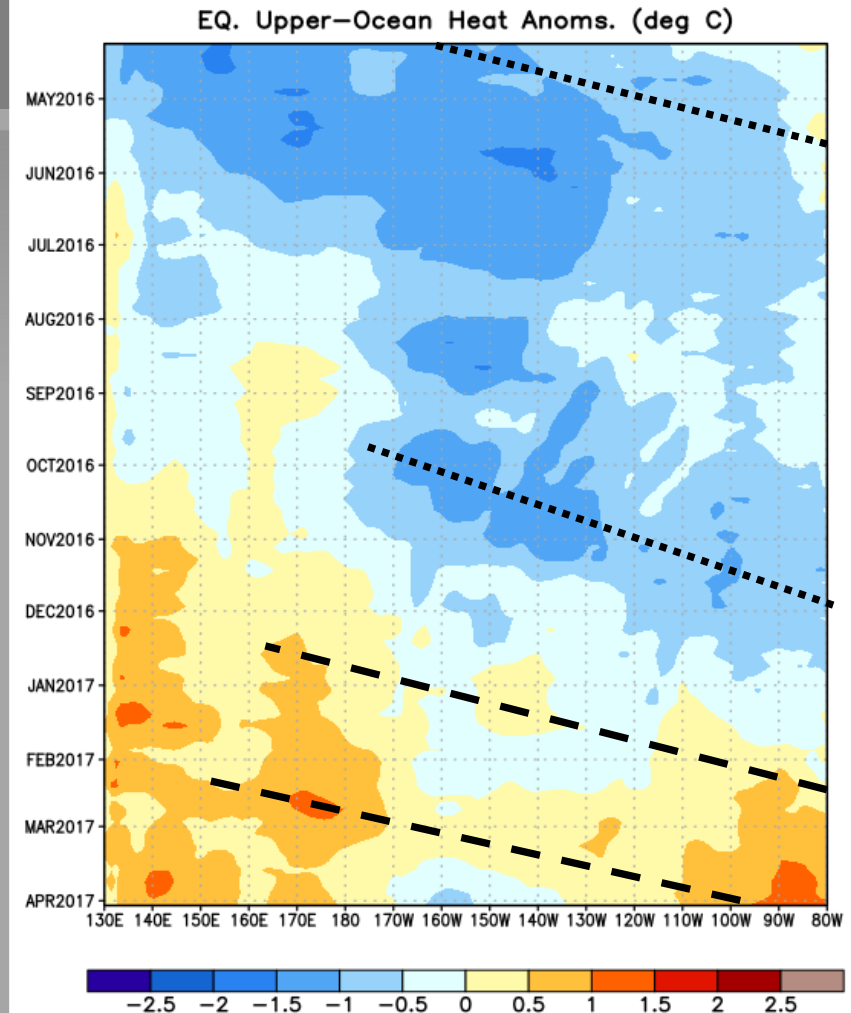 EQ. Upper-Ocean Heat Anoms. (deg C)
MAY2016
JUN2016
JUL2016
AUG2016
SEP2016
OCT2016
NOV2016
DEC2016
JAN2017
FEB2017
MAR2017
APR2017
130E 140E 150E 160E 170E 180 170W 160W 150W 140W 130W 120W 110W 100W 90W 80W
-2.5 -2 -1.5 -1 -0.5 0 0.5 1 1.5 2 2.5